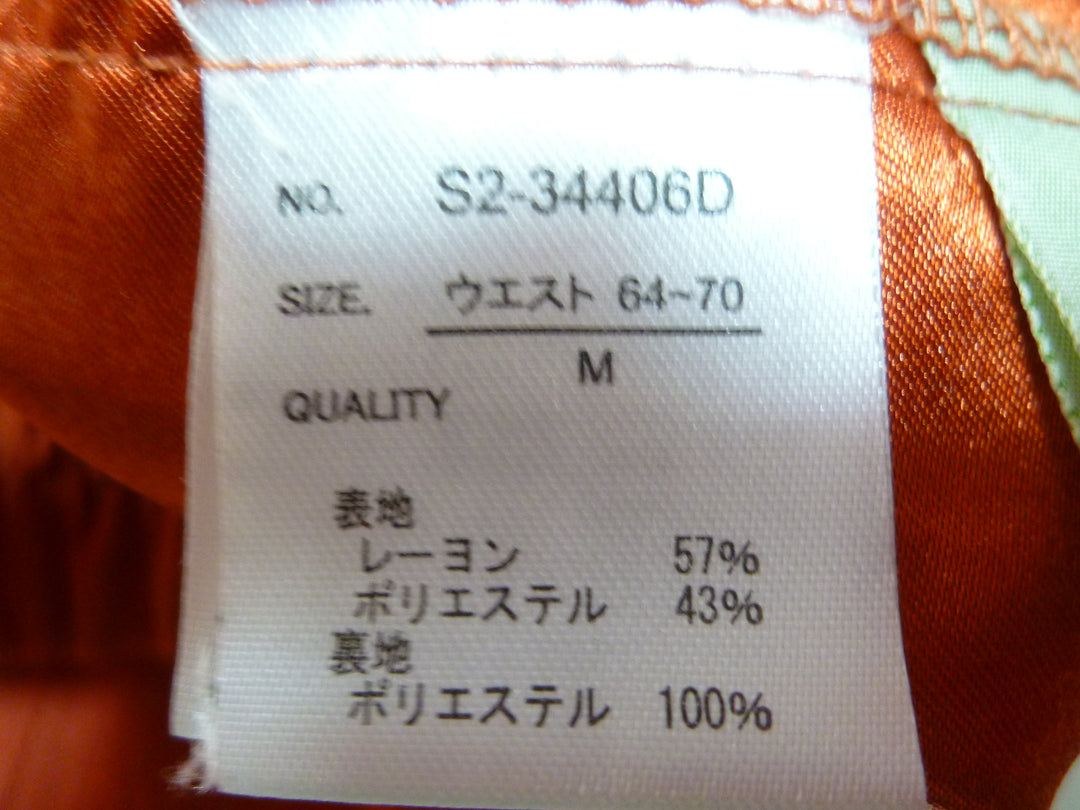 NO. S2-34406D
SIZE. ウエスト 64~70
M
QUALITY
表地
レーヨン 57%
ポリエステル 43%
裏地
ポリエステル 100%